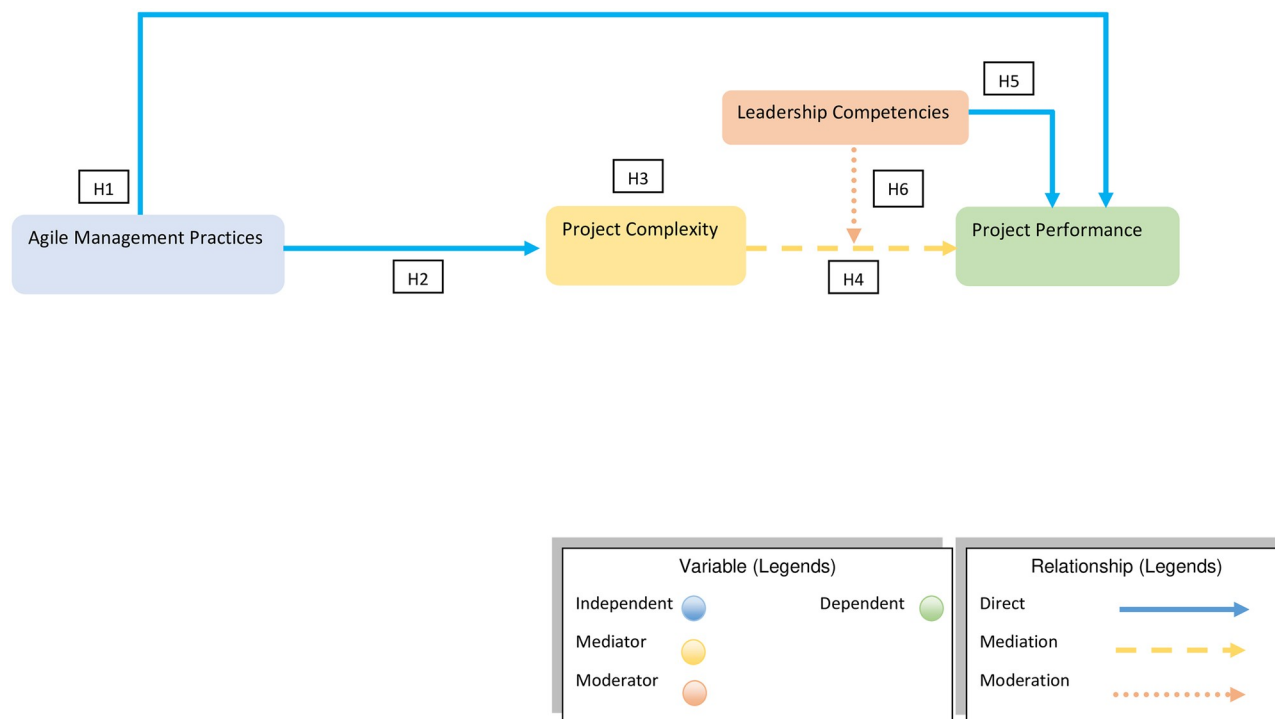 H5
Leadership Competencies
H3
H1
H6
Agile Management Practices
Project Complexity
Project Performance
H2
H4
Variable (Legends)
Independent
Dependent
Mediator
Moderator
Relationship (Legends)
Direct
Mediation
Moderation